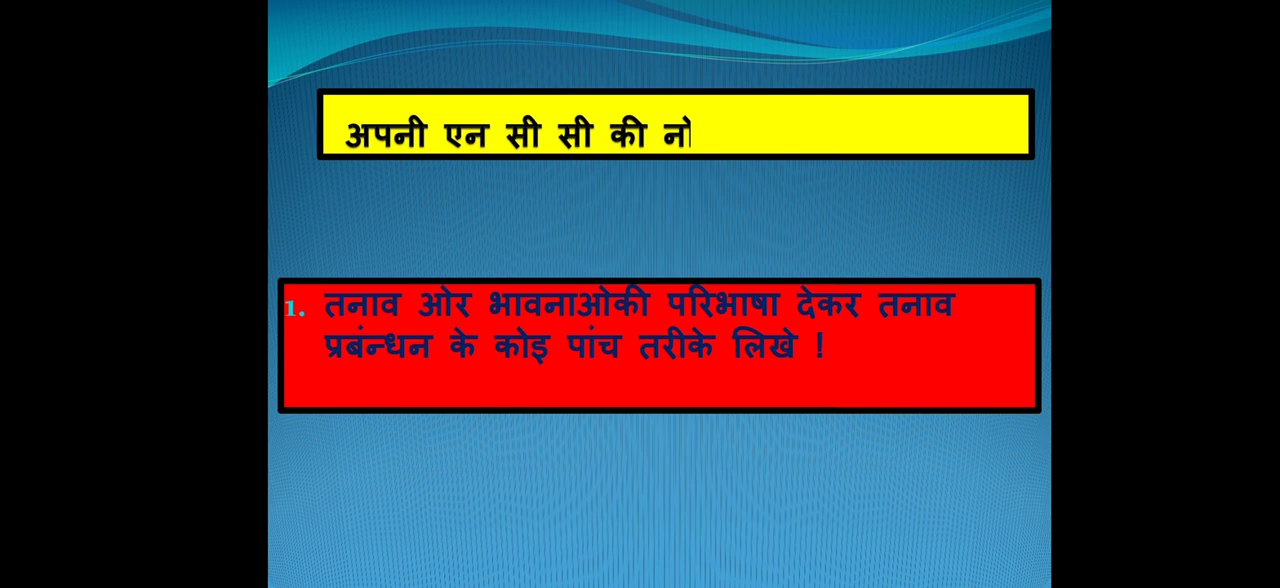 अपनी एन सी सी की
1. तनाव ओर भावनाओकी परिभाषा देकर तनाव
प्रबंन्धन के कोइ पांच तरीके लिखे !